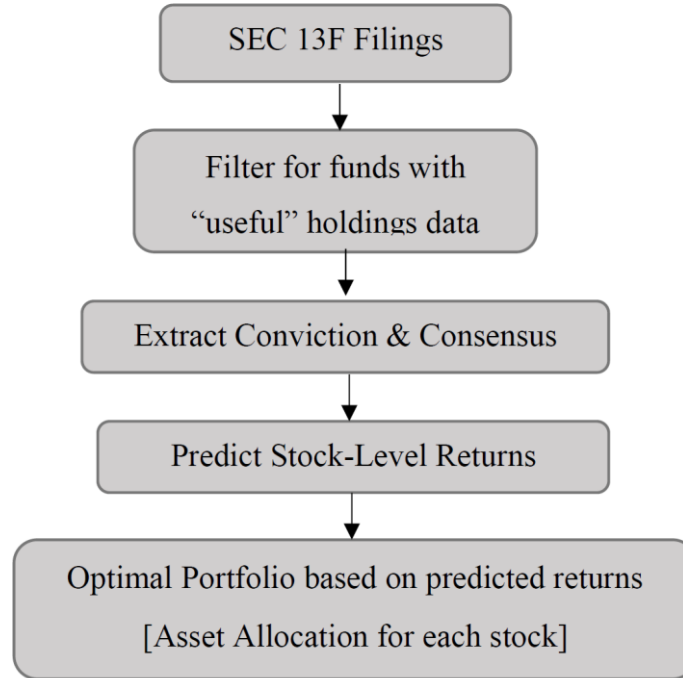 SEC 13F Filings
Filter for funds with
“useful” holdings data
Extract Conviction & Consensus
Predict Stock-Level Returns
Optimal Portfolio based on predicted returns
[Asset Allocation for each stock]